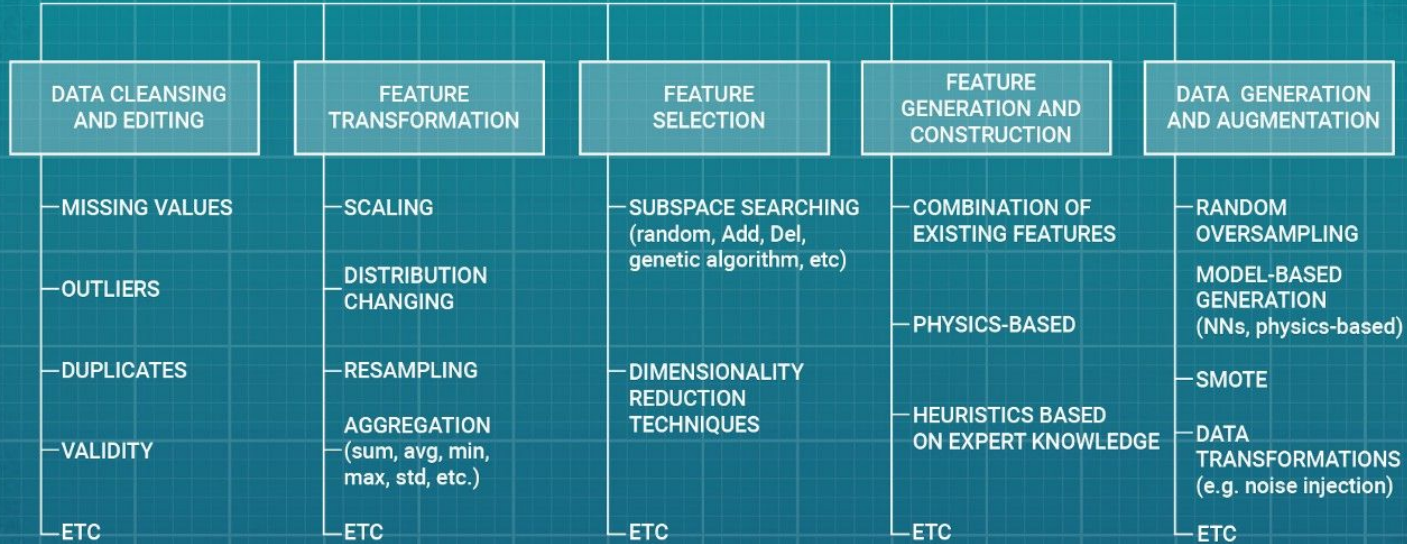 DATA CLEANSING
AND EDITING
MISSING VALUES
OUTLIERS
DUPLICATES
VALIDITY
ETC
FEATURE
TRANSFORMATION
SCALING
DISTRIBUTION
CHANGING
RESAMPLING
AGGREGATION
(sum, avg, min,
max, std, etc.)
ETC
FEATURE
SELECTION
SUBSPACE SEARCHING
(random, Add, Del,
genetic algorithm, etc)
DIMENSIONALITY
REDUCTION
TECHNIQUES
ETC
FEATURE
GENERATION AND
CONSTRUCTION
COMBINATION OF
EXISTING FEATURES
PHYSICS-BASED
HEURISTICS BASED
ON EXPERT KNOWLEDGE
ETC
DATA GENERATION
AND AUGMENTATION
RANDOM
OVERSAMPLING
MODEL-BASED
GENERATION
(NNs, physics-based)
SMOTE
DATA
TRANSFORMATIONS
(e.g. noise injection)
ETC